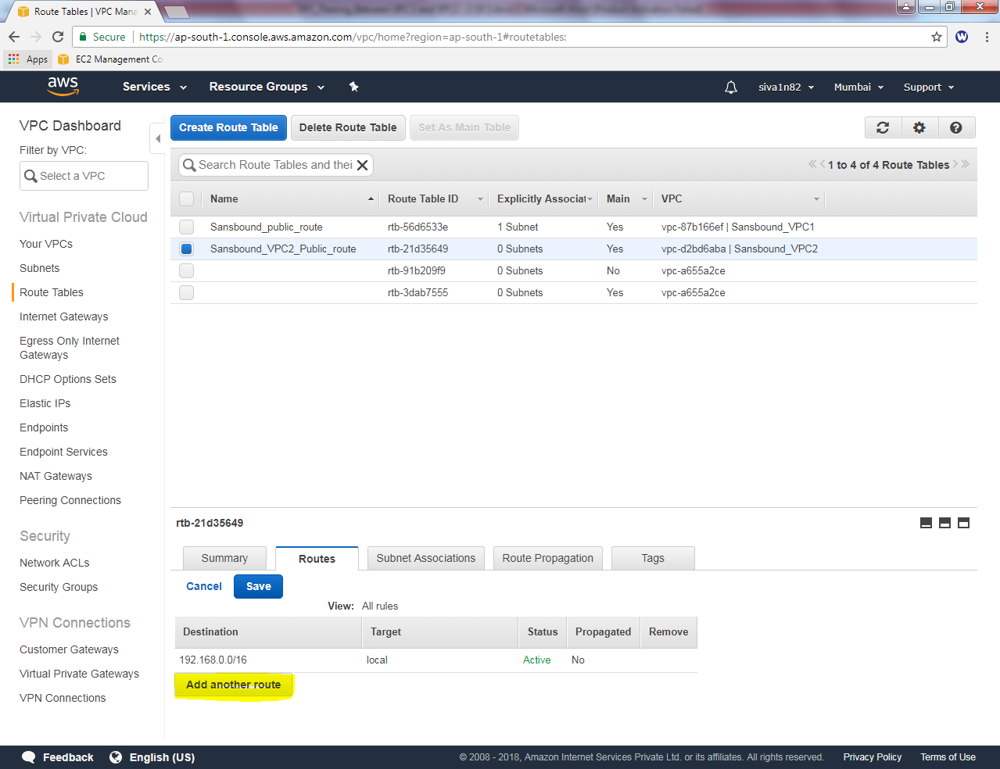 Route Tables | VPC Mana
Secure https://ap-south-1.console.aws.amazon.com/vpc/home?region=ap-south-1#routetables:
W
Apps EC2 Management Co
aws Services Resource Groups siva1n82 Mumbai Support
VPC Dashboard
Filter by VPC:
Select a VPC
Virtual Private Cloud
Your VPCs
Subnets
Route Tables
Internet Gateways
Egress Only Internet
Gateways
DHCP Options Sets
Elastic IPs
Endpoints
Endpoint Services
NAT Gateways
Peering Connections
Security
Network ACLs
Security Groups
VPN Connections
Customer Gateways
Virtual Private Gateways
VPN Connections
Create Route Table Delete Route Table Set As Main Table
Search Route Tables and thei 1 to 4 of 4 Route Tables
Name Route Table ID Explicitly Associat Main VPC
Sansbound_public_route rtb-56d6533e 1 Subnet Yes vpc-87b166ef | Sansbound_VPC1
Sansbound_VPC2_Public_route rtb-21d35649 0 Subnets Yes vpc-d2bd6aba | Sansbound_VPC2
rtb-91b209f9 0 Subnets No vpc-a655a2ce
rtb-3dab7555 0 Subnets Yes vpc-a655a2ce
rtb-21d35649
Summary Routes Subnet Associations Route Propagation Tags
Cancel Save
View: All rules
Destination Target Status Propagated Remove
192.168.0.0/16 local Active No
Add another route
Feedback English (US) © 2008 - 2018, Amazon Internet Services Private Ltd. or its affiliates. All rights reserved. Privacy Policy Terms of Use